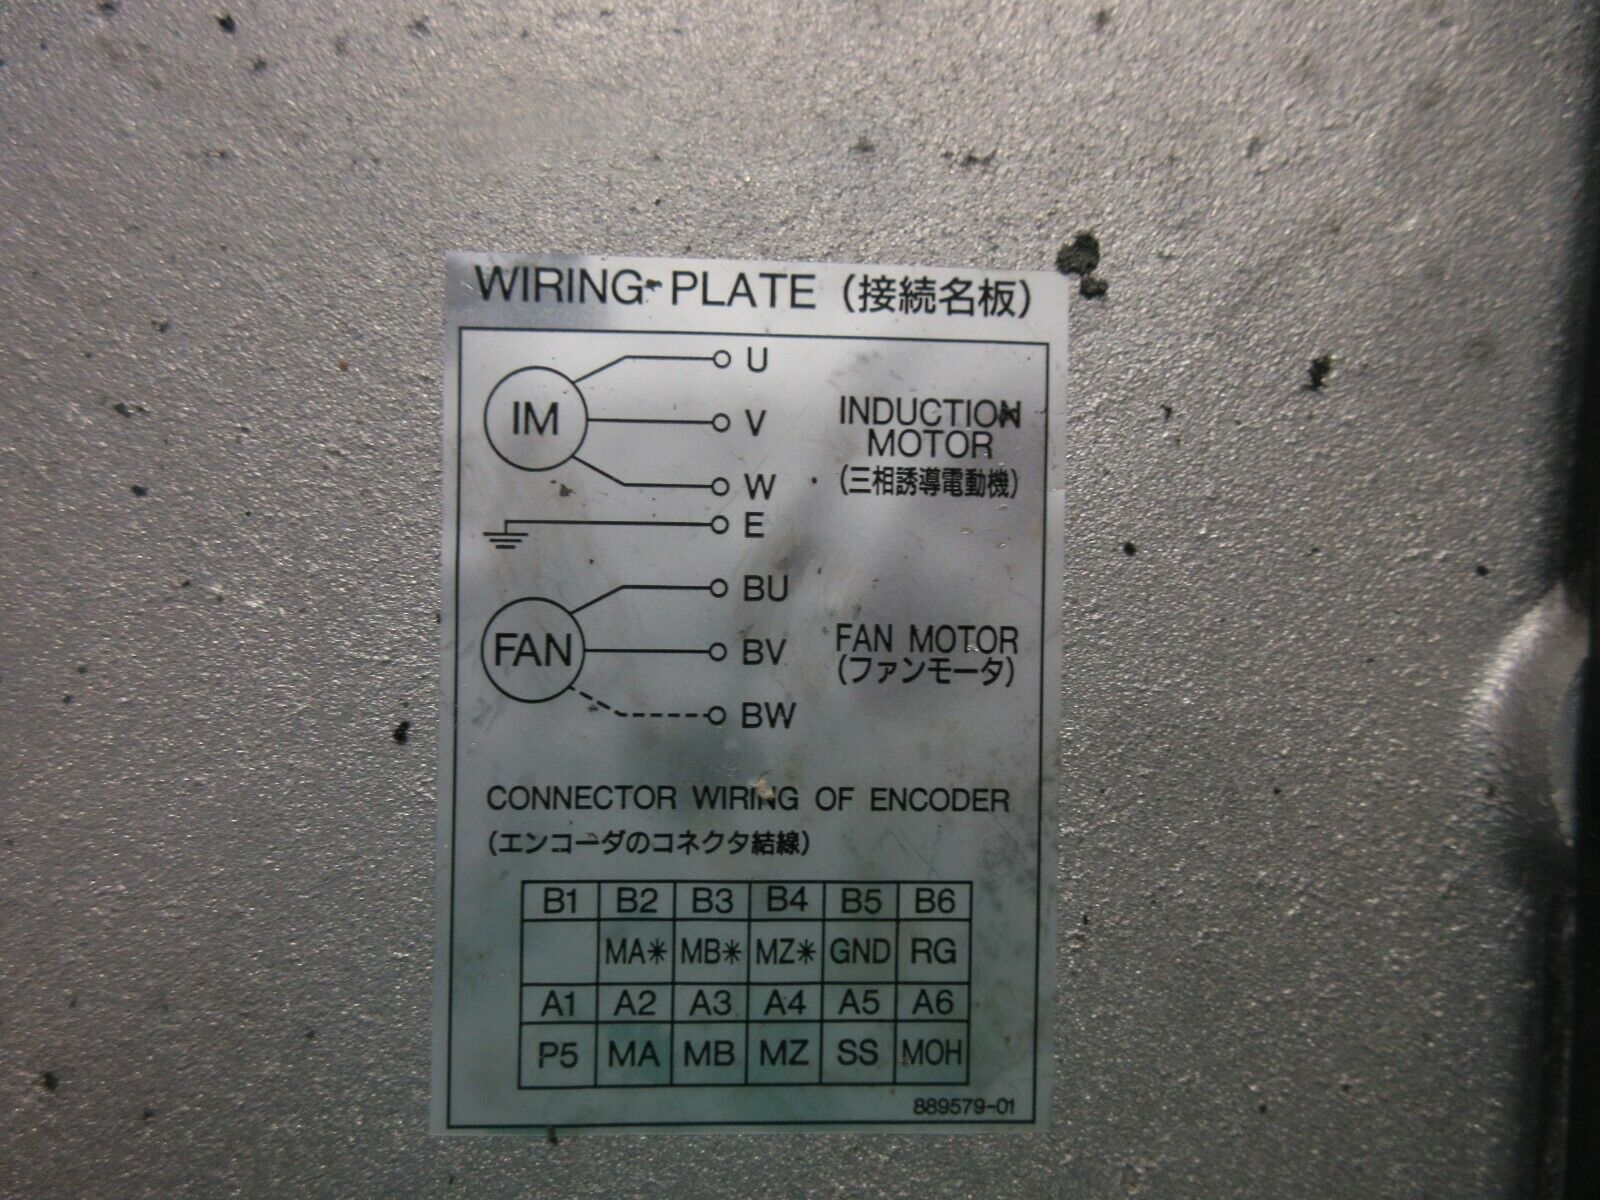 WIRING PLATE (接続名板)
IM
U
V
W
E
INDUCTION
MOTOR
(三相誘導電動機)
FAN
BU
BV
BW
FAN MOTOR
(ファンモータ)
CONNECTOR WIRING OF ENCODER
(エンコーダのコネクタ結線)
B1 B2 B3 B4 B5 B6
MA* MB* MZ* GND RG
A1 A2 A3 A4 A5 A6
P5 MA MB MZ SS MOH
889579-01